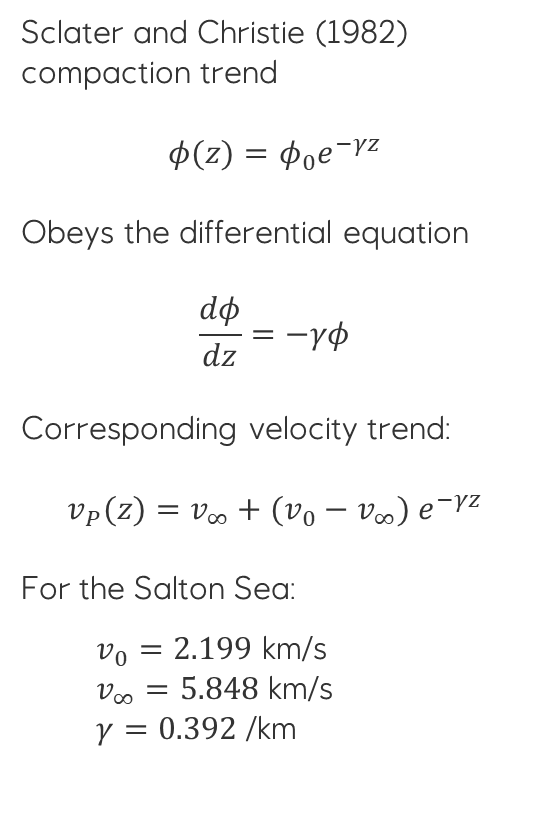 Sclater and Christie (1982)
compaction trend
ϕ(z) = ϕ₀e^{−γz}
Obeys the differential equation
dϕ/dz = −γϕ
Corresponding velocity trend:
v_P(z) = v_∞ + (v₀ − v_∞) e^{−γz}
For the Salton Sea:
v₀ = 2.199 km/s
v_∞ = 5.848 km/s
γ = 0.392 /km